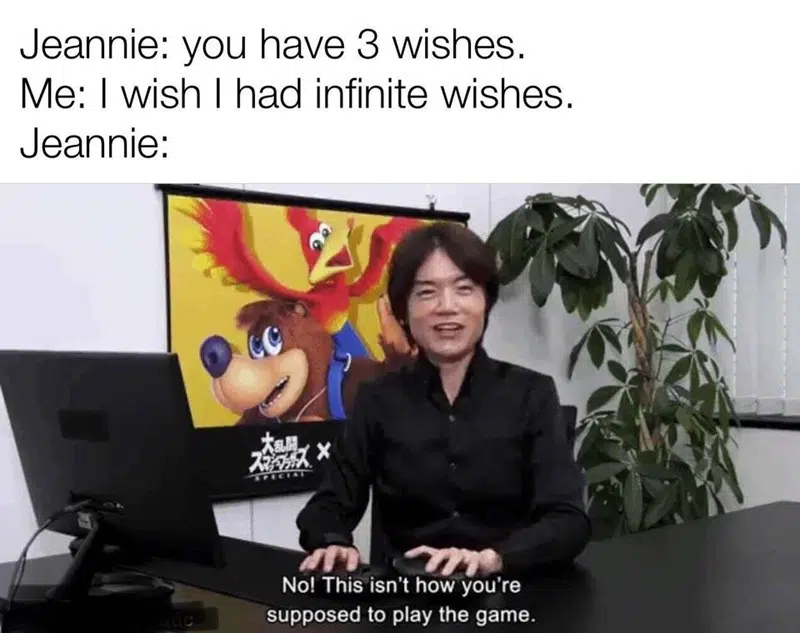 Jeannie: you have 3 wishes.
Me: I wish I had infinite wishes.
Jeannie:
大乱闘
スマッシュブラザーズ X
SPECIAL
No! This isn't how you're
supposed to play the game.